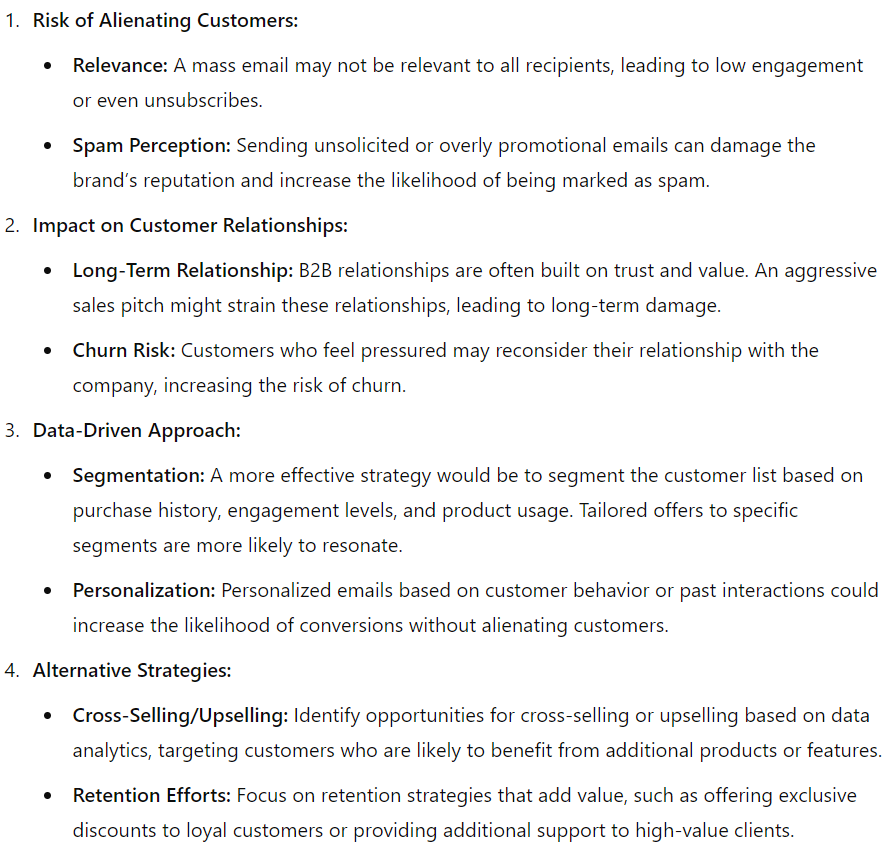 1. Risk of Alienating Customers:
• Relevance: A mass email may not be relevant to all recipients, leading to low engagement
or even unsubscribes.
• Spam Perception: Sending unsolicited or overly promotional emails can damage the
brand's reputation and increase the likelihood of being marked as spam.
2. Impact on Customer Relationships:
• Long-Term Relationship: B2B relationships are often built on trust and value. An aggressive
sales pitch might strain these relationships, leading to long-term damage.
• Churn Risk: Customers who feel pressured may reconsider their relationship with the
company, increasing the risk of churn.
3. Data-Driven Approach:
• Segmentation: A more effective strategy would be to segment the customer list based on
purchase history, engagement levels, and product usage. Tailored offers to specific
segments are more likely to resonate.
• Personalization: Personalized emails based on customer behavior or past interactions could
increase the likelihood of conversions without alienating customers.
4. Alternative Strategies:
• Cross-Selling/Upselling: Identify opportunities for cross-selling or upselling based on data
analytics, targeting customers who are likely to benefit from additional products or features.
• Retention Efforts: Focus on retention strategies that add value, such as offering exclusive
discounts to loyal customers or providing additional support to high-value clients.